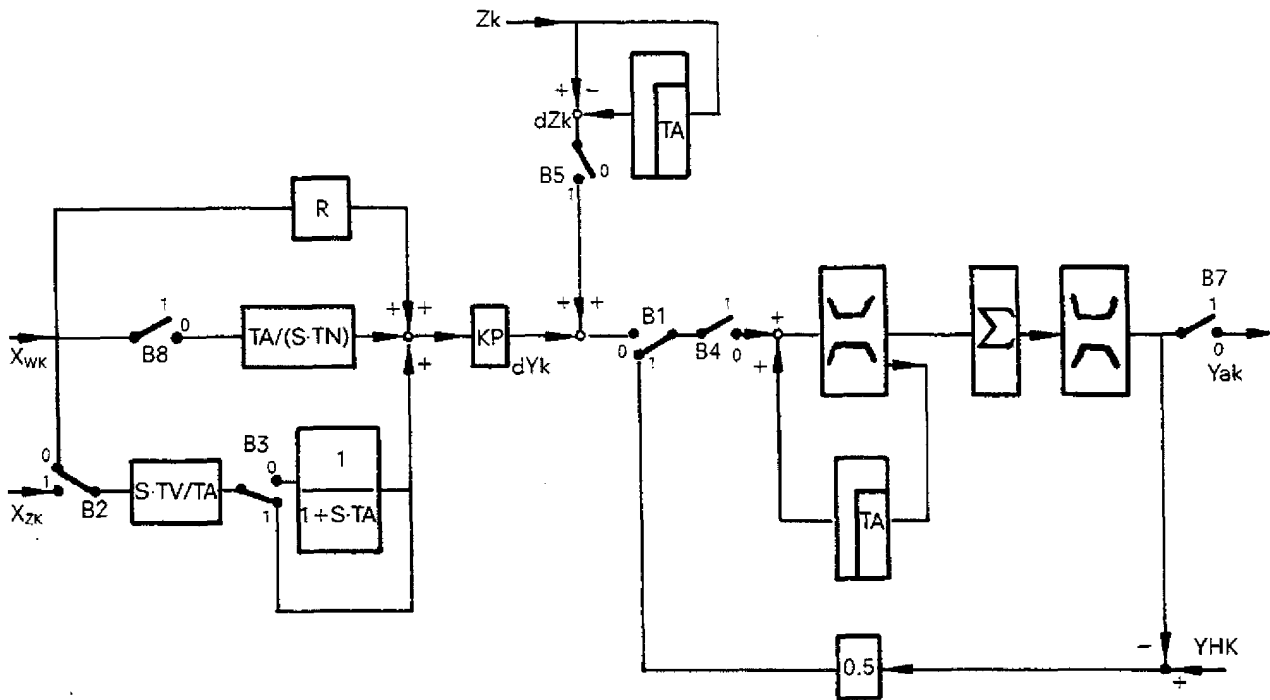 Zk
+ -
dZk
TA
B5
0
1
R
+ +
+
1
0
B8
TA/(S·TN)
XWK
KP
dYk
+ +
B1
0
1
1
B4
0
+
+
Σ
B7
1
0
Yak
0
1
XZK
B2
S·TV/TA
B3
0
1
1
1+S·TA
TA
0.5
-
YHK
+